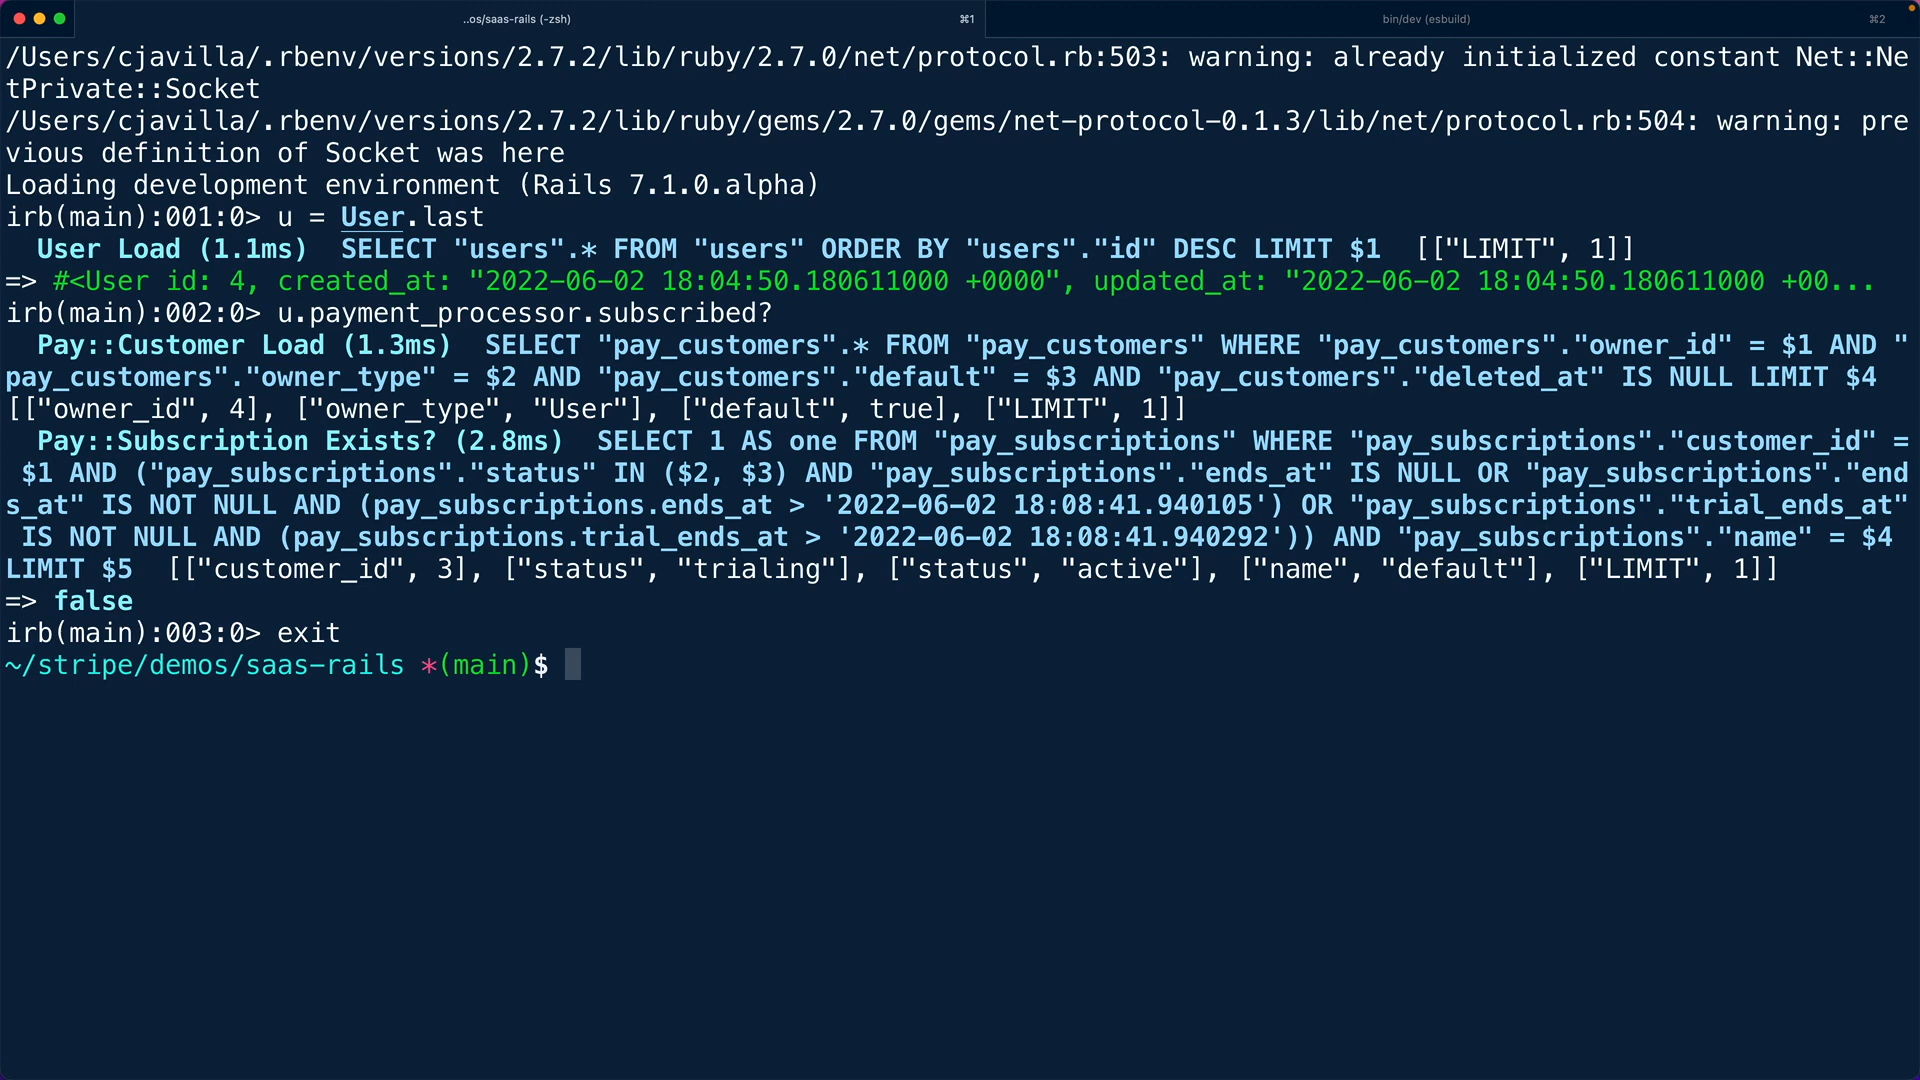 ..os/saas-rails (-zsh) ⌘1 bin/dev (esbuild) ⌘2
/Users/cjavilla/.rbenv/versions/2.7.2/lib/ruby/2.7.0/net/protocol.rb:503: warning: already initialized constant Net::Ne
tPrivate::Socket
/Users/cjavilla/.rbenv/versions/2.7.2/lib/ruby/gems/2.7.0/gems/net-protocol-0.1.3/lib/net/protocol.rb:504: warning: pre
vious definition of Socket was here
Loading development environment (Rails 7.1.0.alpha)
irb(main):001:0> u = User.last
  User Load (1.1ms)  SELECT "users".* FROM "users" ORDER BY "users"."id" DESC LIMIT $1  [["LIMIT", 1]]
=> #<User id: 4, created_at: "2022-06-02 18:04:50.180611000 +0000", updated_at: "2022-06-02 18:04:50.180611000 +00...
irb(main):002:0> u.payment_processor.subscribed?
  Pay::Customer Load (1.3ms)  SELECT "pay_customers".* FROM "pay_customers" WHERE "pay_customers"."owner_id" = $1 AND "
pay_customers"."owner_type" = $2 AND "pay_customers"."default" = $3 AND "pay_customers"."deleted_at" IS NULL LIMIT $4
[["owner_id", 4], ["owner_type", "User"], ["default", true], ["LIMIT", 1]]
  Pay::Subscription Exists? (2.8ms)  SELECT 1 AS one FROM "pay_subscriptions" WHERE "pay_subscriptions"."customer_id" =
 $1 AND ("pay_subscriptions"."status" IN ($2, $3) AND "pay_subscriptions"."ends_at" IS NULL OR "pay_subscriptions"."end
s_at" IS NOT NULL AND (pay_subscriptions.ends_at > '2022-06-02 18:08:41.940105') OR "pay_subscriptions"."trial_ends_at"
 IS NOT NULL AND (pay_subscriptions.trial_ends_at > '2022-06-02 18:08:41.940292')) AND "pay_subscriptions"."name" = $4
LIMIT $5  [["customer_id", 3], ["status", "trialing"], ["status", "active"], ["name", "default"], ["LIMIT", 1]]
=> false
irb(main):003:0> exit
~/stripe/demos/saas-rails *(main)$